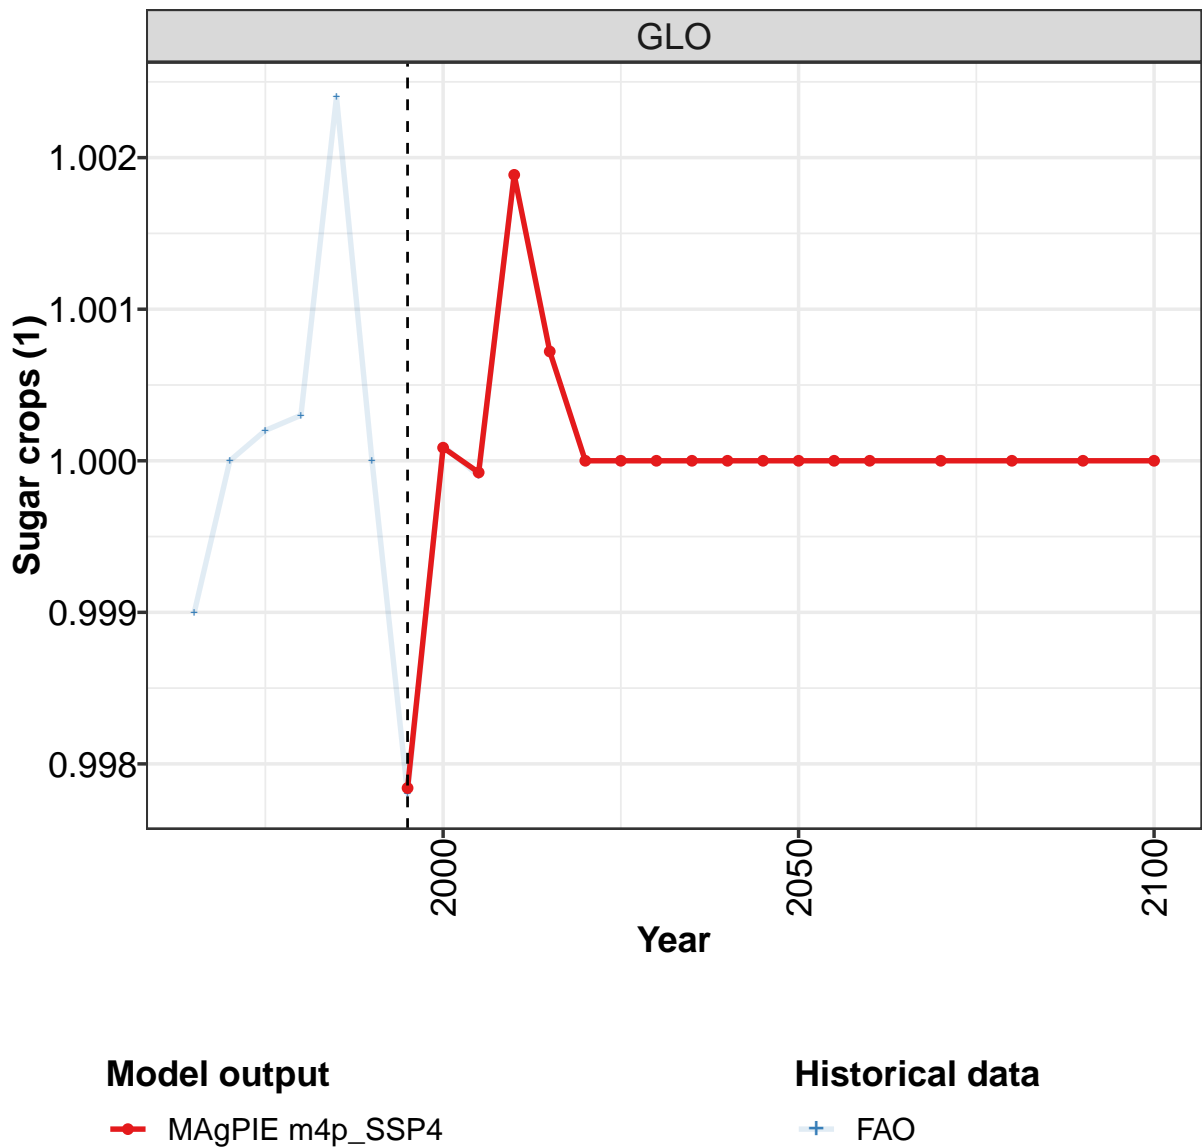 GLO
Sugar crops (1)
1.002
1.001
1.000
0.999
0.998
2000
2050
2100
Year
Model output
MAgPIE m4p_SSP4
Historical data
FAO